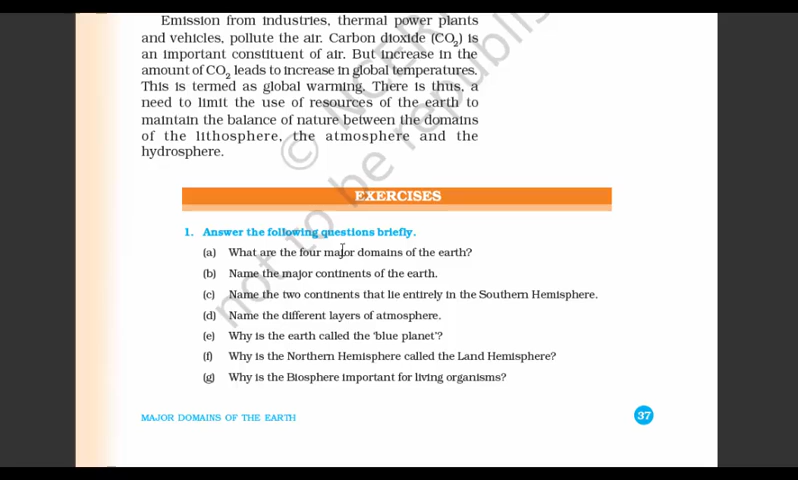 Emission from industries, thermal power plants
and vehicles, pollute the air. Carbon dioxide (CO₂) is
an important constituent of air. But increase in the
amount of CO₂ leads to increase in global temperatures.
This is termed as global warming. There is thus, a
need to limit the use of resources of the earth to
maintain the balance of nature between the domains
of the lithosphere, the atmosphere and the
hydrosphere.
© NCER
not to be republis
EXERCISES
1. Answer the following questions briefly.
(a) What are the four major domains of the earth?
(b) Name the major continents of the earth.
(c) Name the two continents that lie entirely in the Southern Hemisphere.
(d) Name the different layers of atmosphere.
(e) Why is the earth called the ‘blue planet’?
(f) Why is the Northern Hemisphere called the Land Hemisphere?
(g) Why is the Biosphere important for living organisms?
MAJOR DOMAINS OF THE EARTH
37